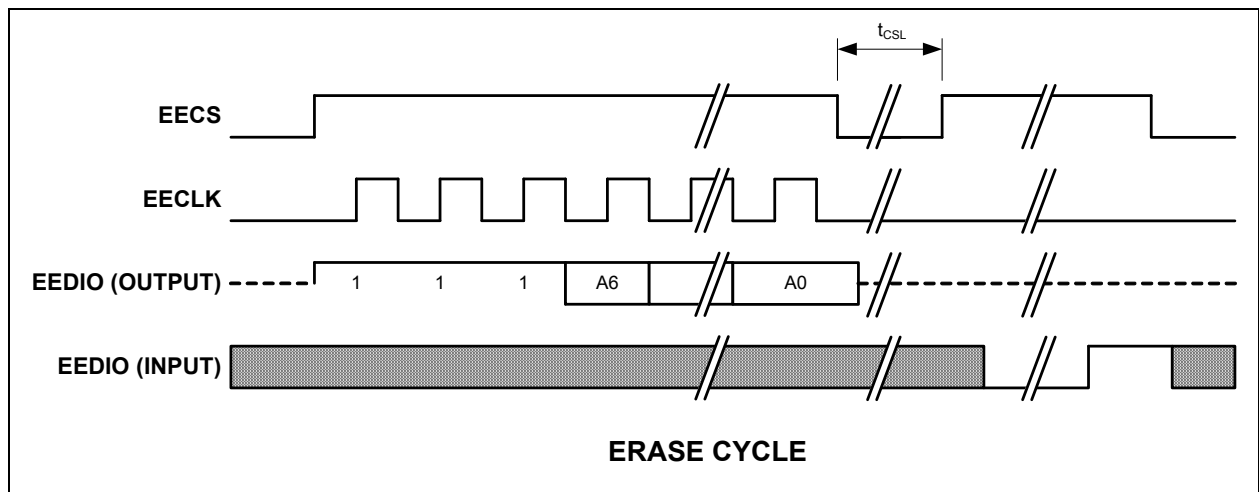 tCSL
EECS
EECLK
EEDIO (OUTPUT) 1 1 1 A6 A0
EEDIO (INPUT)
ERASE CYCLE